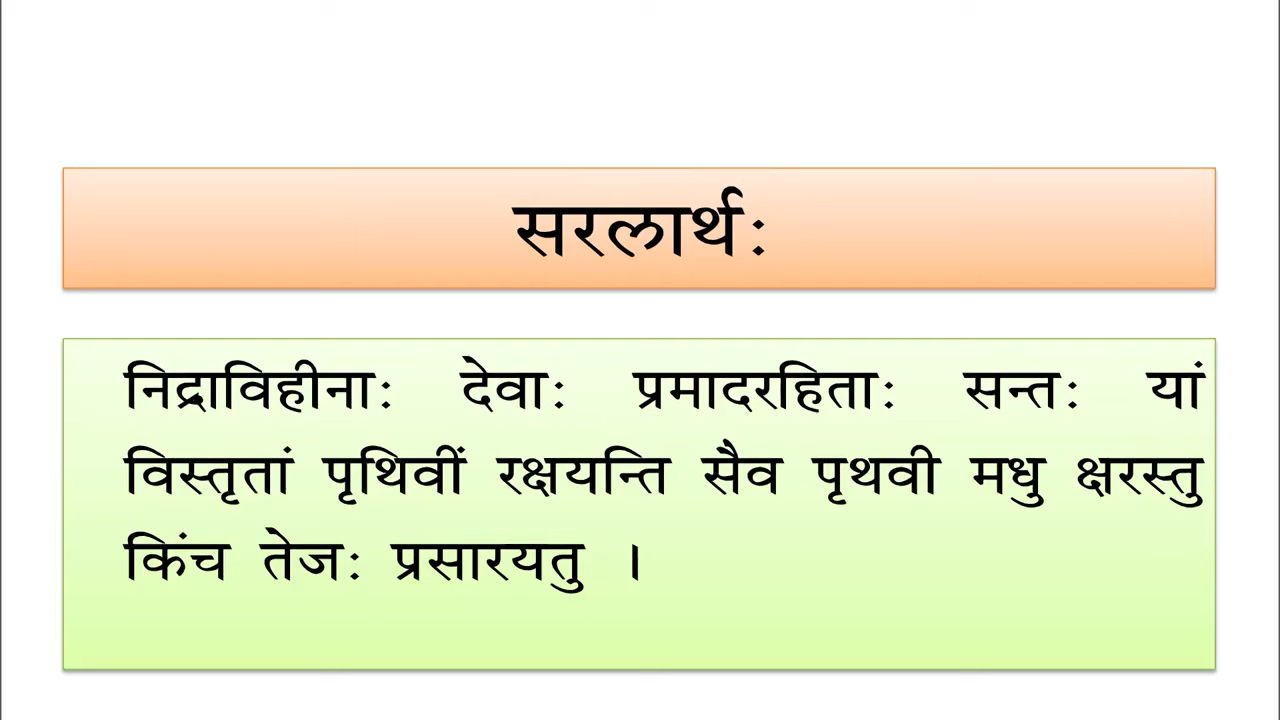 सरलार्थः
निद्राविहीनाः देवाः प्रमादरहिताः सन्तः यां
विस्तृतां पृथिवीं रक्षयन्ति सैव पृथवी मधु क्षरस्तु
किंच तेजः प्रसारयतु ।